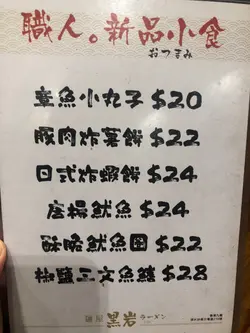 職人。新品小食
おつまみ
章魚小丸子 $20
豚肉炸薯餅 $22
日式炸蝦餅 $24
唐揚魷魚 $24
酥脆魷魚圈 $22
椒鹽三文魚鰭 $28
黑岩